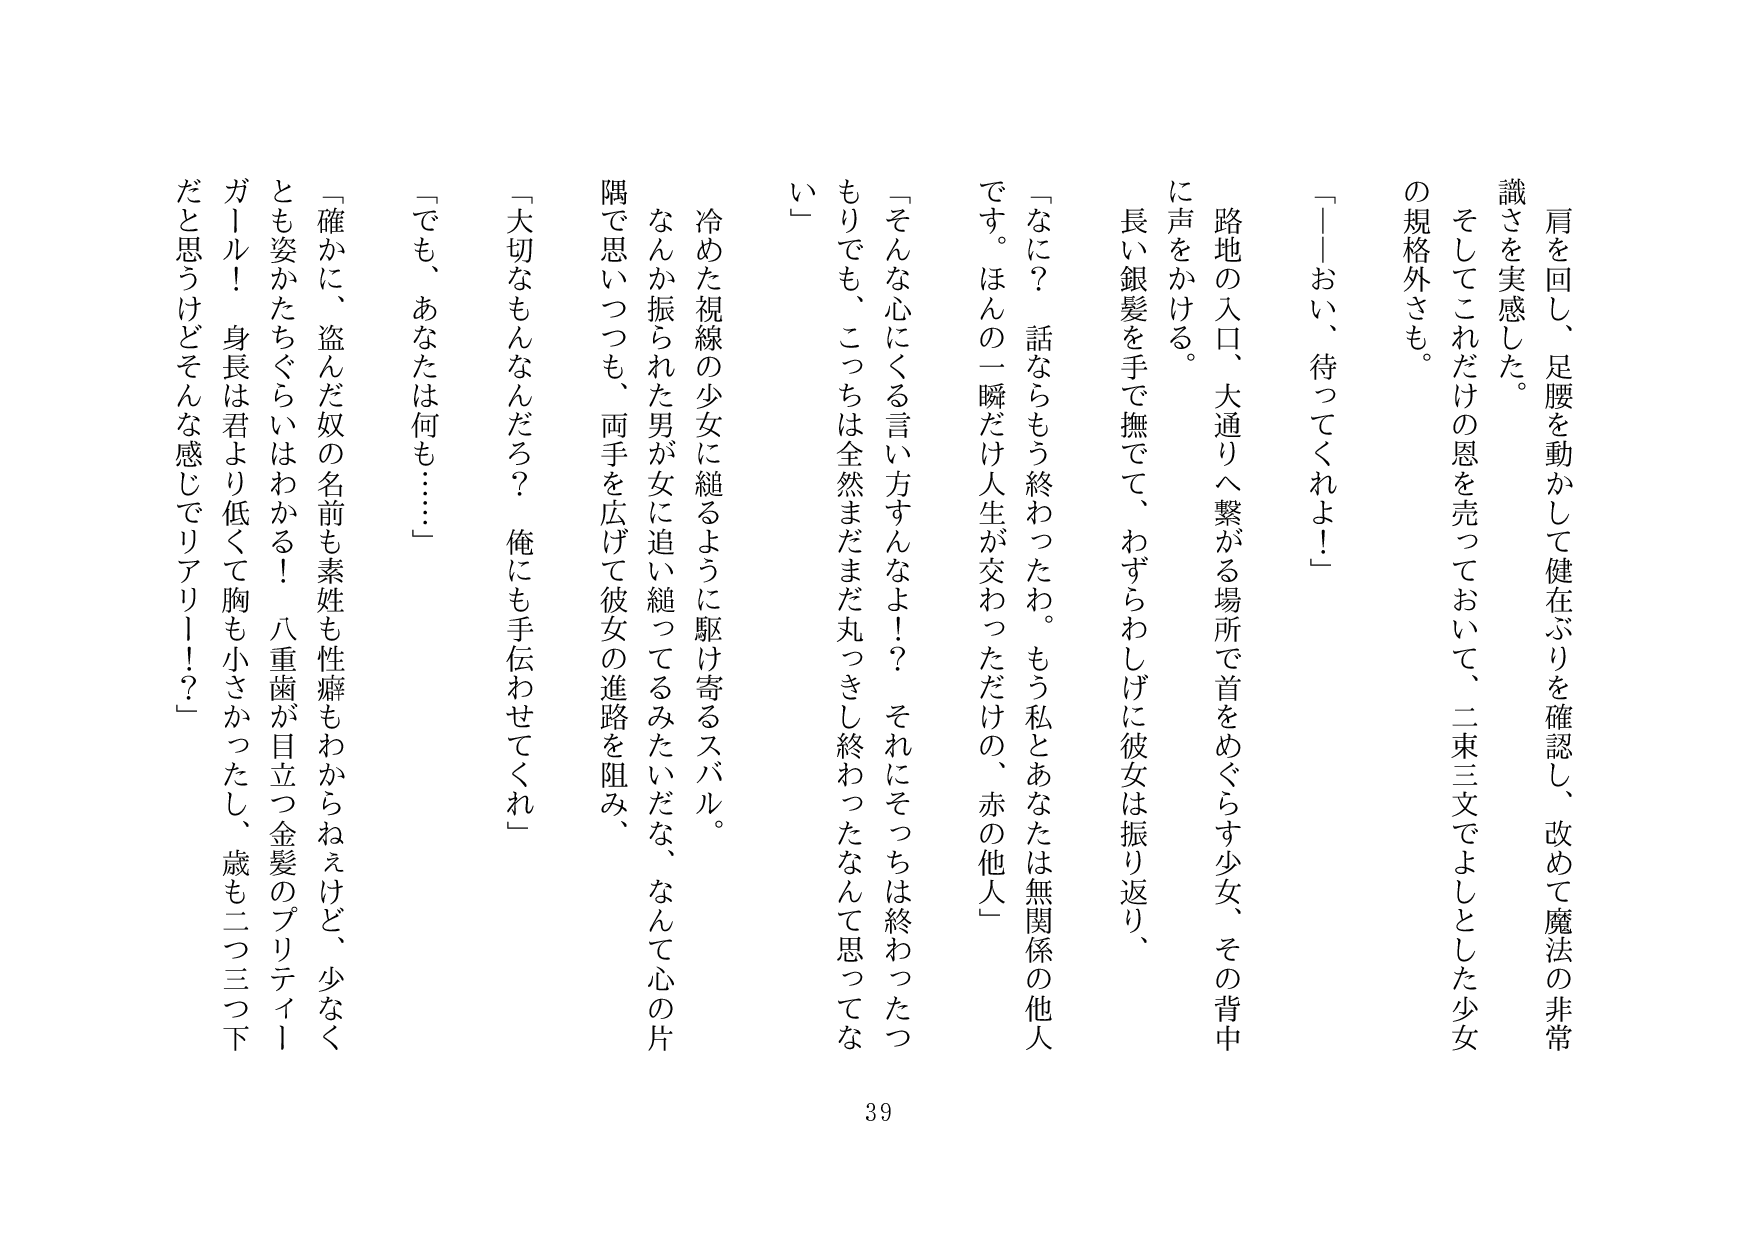 肩を回し、足腰を動かして健在ぶりを確認し、改めて魔法の非常
識さを実感した。
　そしてこれだけの恩を売っておいて、二束三文でよしとした少女
の規格外さも。
「――おい、待ってくれよ！」
　路地の入口、大通りへ繋がる場所で首をめぐらす少女、その背中
に声をかける。
　長い銀髪を手で撫でて、わずらわしげに彼女は振り返り、
「なに？　話ならもう終わったわ。もう私とあなたは無関係の他人
です。ほんの一瞬だけ人生が交わっただけの、赤の他人」
「そんな心にくる言い方すんなよ！？　それにそっちは終わったつ
もりでも、こっちは全然まだまだ丸っきし終わったなんて思ってな
い」
　冷めた視線の少女に縋るように駆け寄るスバル。
　なんか振られた男が女に追い縋ってるみたいだな、なんて心の片
隅で思いつつも、両手を広げて彼女の進路を阻み、
「大切なもんなんだろ？　俺にも手伝わせてくれ」
「でも、あなたは何も……」
「確かに、盗んだ奴の名前も素姓も性癖もわからねぇけど、少なく
とも姿かたちぐらいはわかる！　八重歯が目立つ金髪のプリティー
ガール！　身長は君より低くて胸も小さかったし、歳も二つ三つ下
だと思うけどそんな感じでリアリー！？」
39